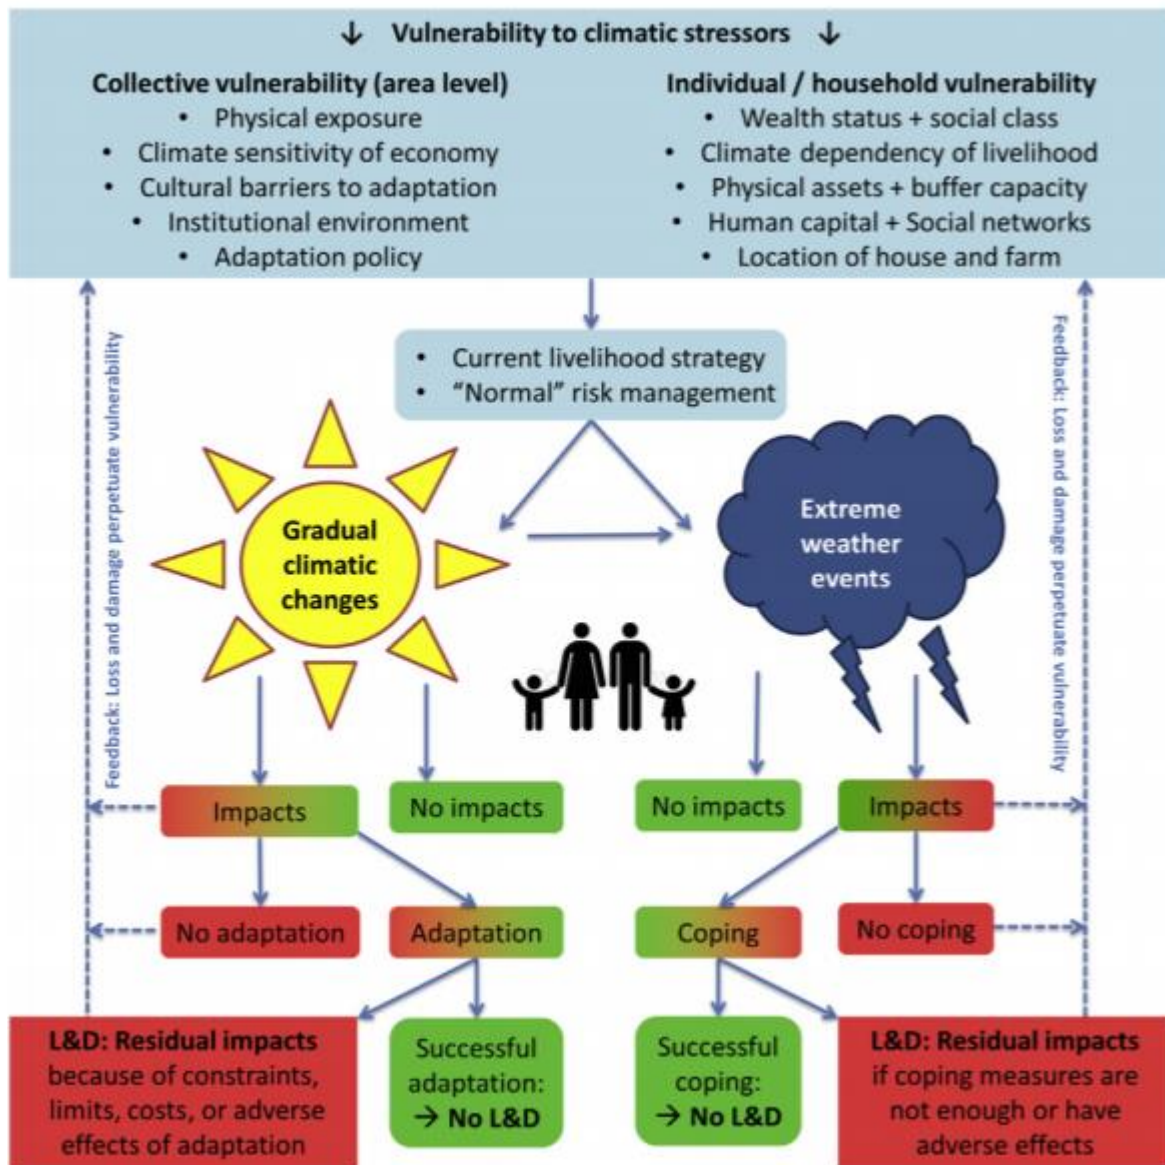 ↓ Vulnerability to climatic stressors ↓
Collective vulnerability (area level)
• Physical exposure
• Climate sensitivity of economy
• Cultural barriers to adaptation
• Institutional environment
• Adaptation policy
Individual / household vulnerability
• Wealth status + social class
• Climate dependency of livelihood
• Physical assets + buffer capacity
• Human capital + Social networks
• Location of house and farm
• Current livelihood strategy
• “Normal” risk management
Feedback: Loss and damage perpetuate vulnerability
Gradual
climatic
changes
Extreme
weather
events
Feedback: Loss and damage perpetuate vulnerability
Impacts
No impacts
No impacts
Impacts
No adaptation
Adaptation
Coping
No coping
L&D: Residual impacts
because of constraints,
limits, costs, or adverse
effects of adaptation
Successful
adaptation:
→ No L&D
Successful
coping:
→ No L&D
L&D: Residual impacts
if coping measures are
not enough or have
adverse effects